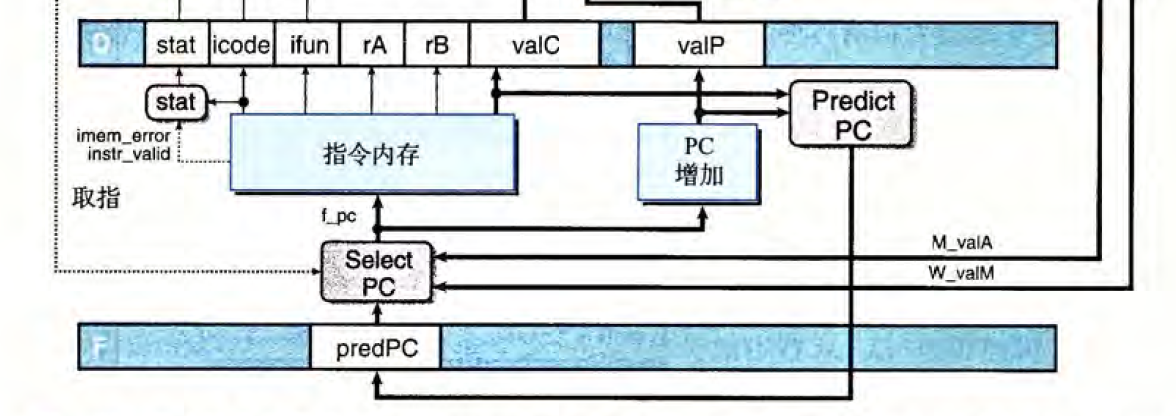 D
stat icode ifun rA rB valC valP
stat
Predict
PC
imem_error
instr_valid
指令内存
PC
增加
取指
f_pc
M_valA
Select
PC
W_valM
F
predPC